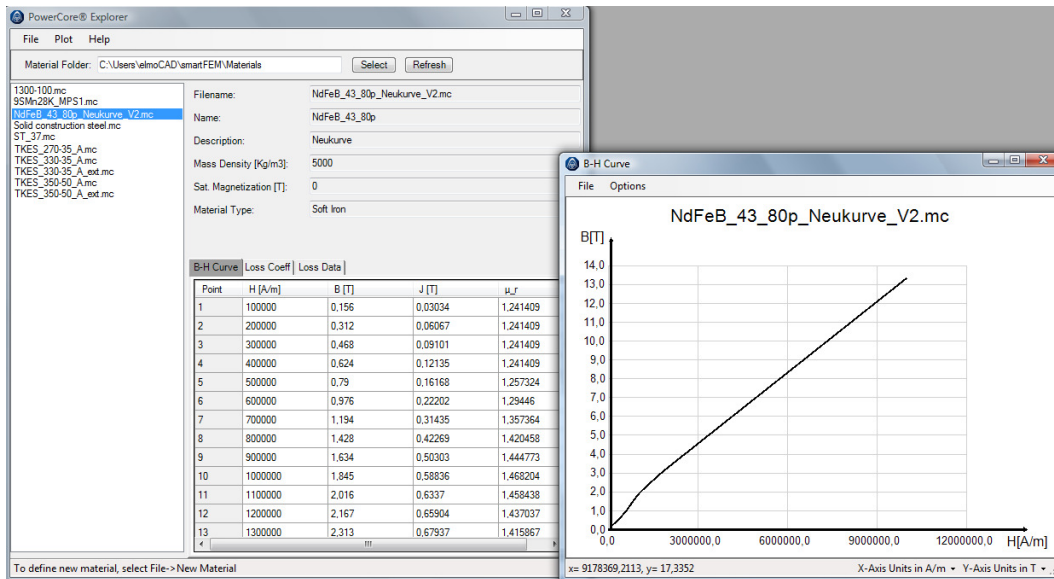 PowerCore® Explorer
File Plot Help
Material Folder: C:\Users\elmoCAD\smartFEM\Materials Select Refresh
1300-100.mc
9SMn28K_MPS1.mc
NdFeB_43_80p_Neukurve_V2.mc
Solid construction steel.mc
ST_37.mc
TKES_270-35_A.mc
TKES_330-35_A.mc
TKES_330-35_A_ext.mc
TKES_350-50_A.mc
TKES_350-50_A_ext.mc
Filename: NdFeB_43_80p_Neukurve_V2.mc
Name: NdFeB_43_80p
Description: Neukurve
Mass Density [Kg/m3]: 5000
Sat. Magnetization [T]: 0
Material Type: Soft Iron
B-H Curve Loss Coeff Loss Data
Point H [A/m] B [T] J [T] μ_r
1 100000 0,156 0,03034 1,241409
2 200000 0,312 0,06067 1,241409
3 300000 0,468 0,09101 1,241409
4 400000 0,624 0,12135 1,241409
5 500000 0,79 0,16168 1,257324
6 600000 0,976 0,22202 1,29446
7 700000 1,194 0,31435 1,357364
8 800000 1,428 0,42269 1,420458
9 900000 1,634 0,50303 1,444773
10 1000000 1,845 0,58836 1,468204
11 1100000 2,016 0,6337 1,458438
12 1200000 2,167 0,65904 1,437037
13 1300000 2,313 0,67937 1,415867
To define new material, select File->New Material
B-H Curve
File Options
NdFeB_43_80p_Neukurve_V2.mc
B[T]
14,0
13,0
12,0
11,0
10,0
9,0
8,0
7,0
6,0
5,0
4,0
3,0
2,0
1,0
0,0
0,0 3000000,0 6000000,0 9000000,0 12000000,0 H[A/m]
x= 9178369,2113, y= 17,3352 X-Axis Units in A/m Y-Axis Units in T